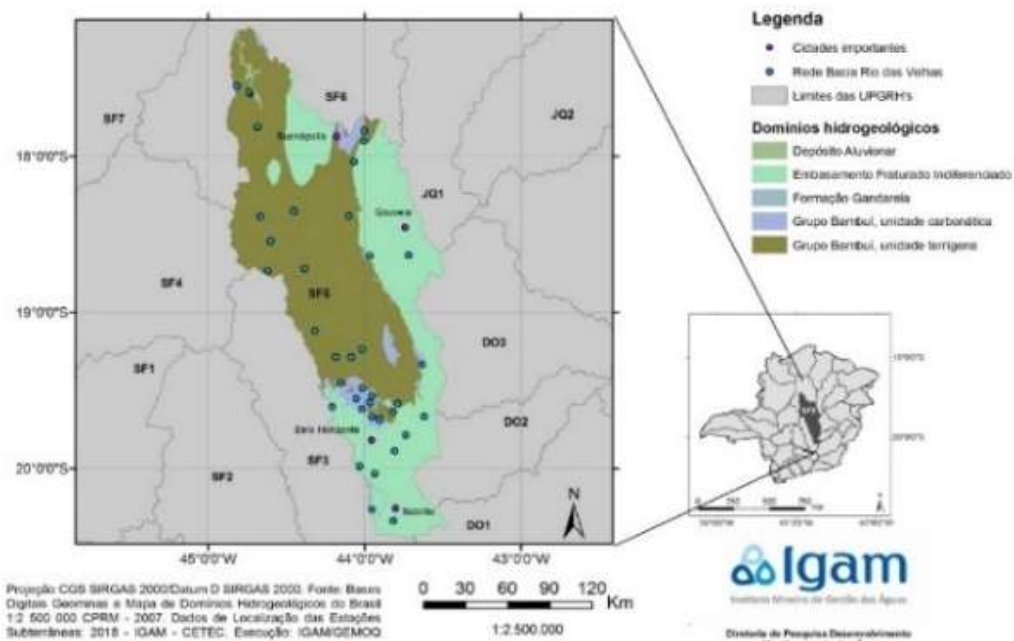 Legenda
Cidades importantes
Rede Bacia Rio das Velhas
Limites das UPGRH's
Domínios hidrogeológicos
Depósito Aluvionar
Embasamento Fraturado Indiferenciado
Formação Gandarela
Grupo Bambuí, unidade carbonática
Grupo Bambuí, unidade terrígena
SF6
SF7
JQ2
18°0'0"S
JQ1
SF4
SF5
19°0'0"S
DO3
SF1
DO2
Belo Horizonte
SF3
SF2
20°0'0"S
N
DO1
45°0'0"W
44°0'0"W
43°0'0"W
Igam
Instituto Mineiro de Gestão das Águas
Projeção CGS SIRGAS 2000/Datum D SIRGAS 2000. Fonte: Bases
Digitais Geominas e Mapa de Domínios Hidrogeológicos do Brasil
1:2 500 000 CPRM - 2007. Dados de Localização das Estações
Subterrâneas: 2018 - IGAM - CETEC. Execução: IGAM/GEMOQ
0 30 60 90 120
Km
1:2.500.000
Diretoria de Pesquisa Desenvolvimento